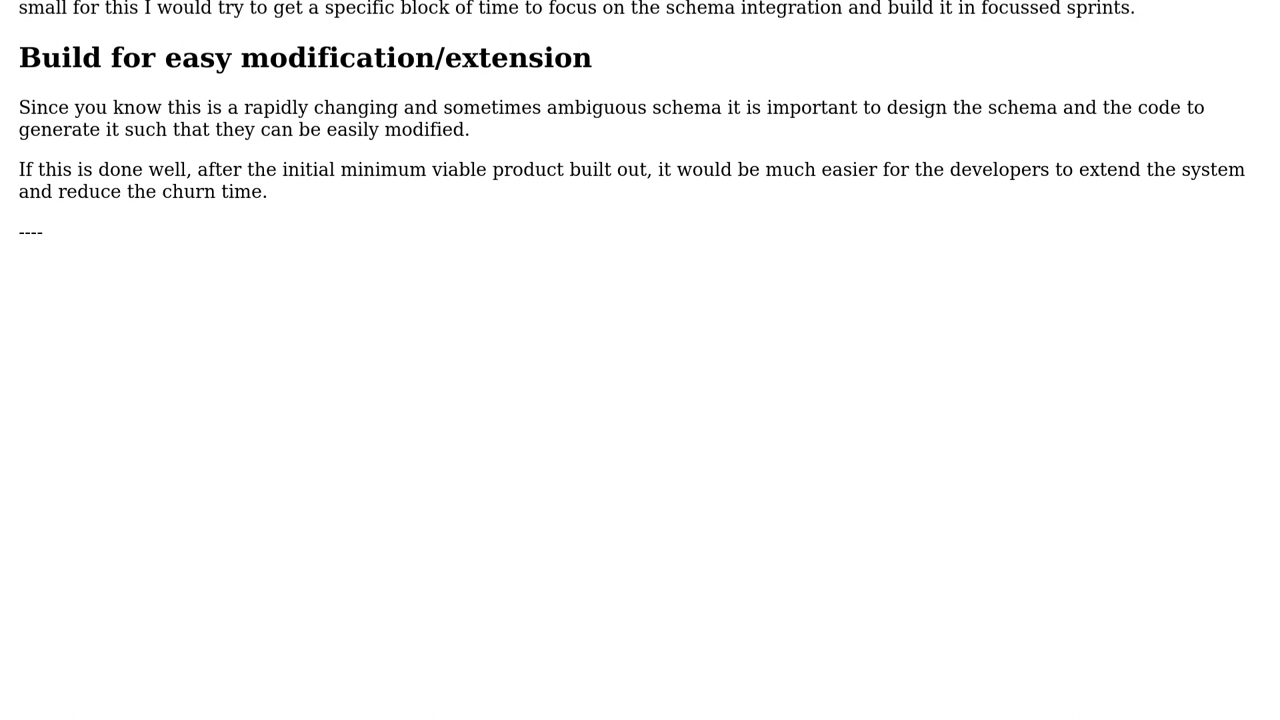 small for this I would try to get a specific block of time to focus on the schema integration and build it in focussed sprints.
Build for easy modification/extension
Since you know this is a rapidly changing and sometimes ambiguous schema it is important to design the schema and the code to
generate it such that they can be easily modified.
If this is done well, after the initial minimum viable product built out, it would be much easier for the developers to extend the system
and reduce the churn time.
----